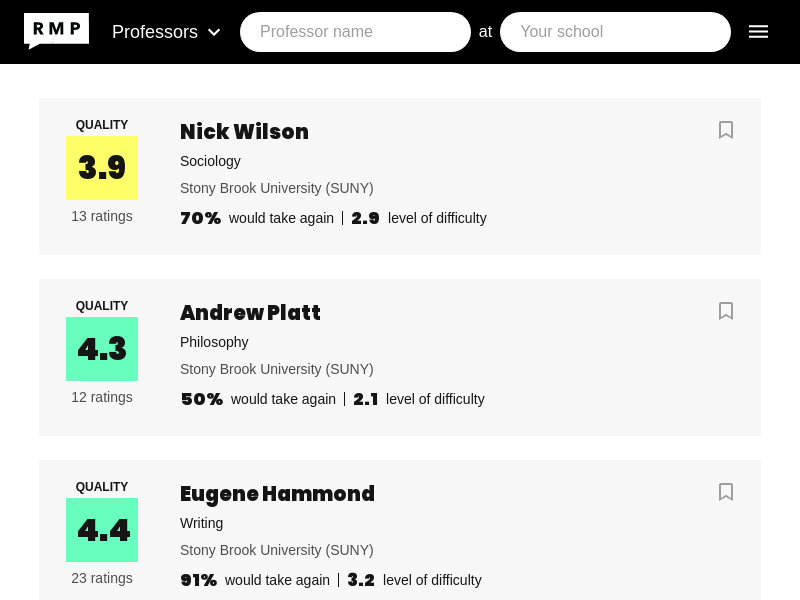 RMP Professors Professor name at Your school
QUALITY
3.9
13 ratings
Nick Wilson
Sociology
Stony Brook University (SUNY)
70% would take again | 2.9 level of difficulty
QUALITY
4.3
12 ratings
Andrew Platt
Philosophy
Stony Brook University (SUNY)
50% would take again | 2.1 level of difficulty
QUALITY
4.4
23 ratings
Eugene Hammond
Writing
Stony Brook University (SUNY)
91% would take again | 3.2 level of difficulty